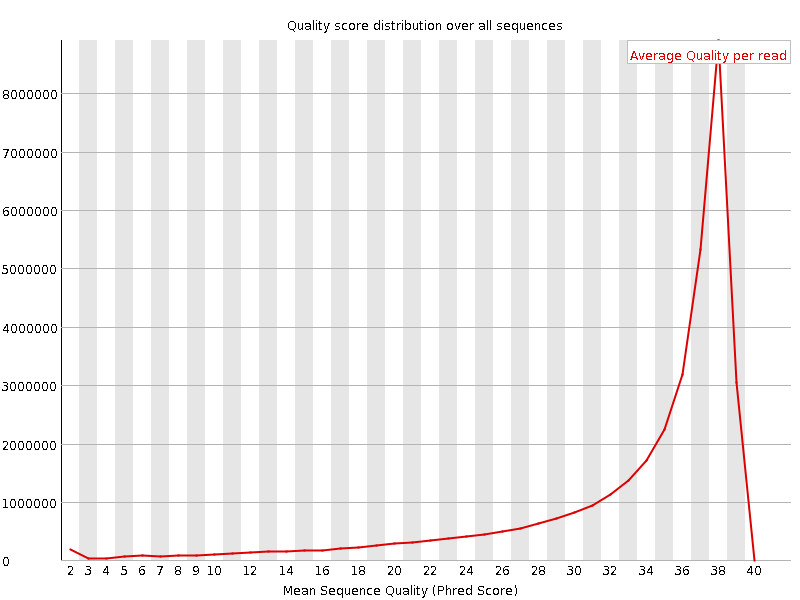 Quality score distribution over all sequences
Average Quality per read
8000000
7000000
6000000
5000000
4000000
3000000
2000000
1000000
0
2 3 4 5 6 7 8 9 10 12 14 16 18 20 22 24 26 28 30 32 34 36 38 40
Mean Sequence Quality (Phred Score)